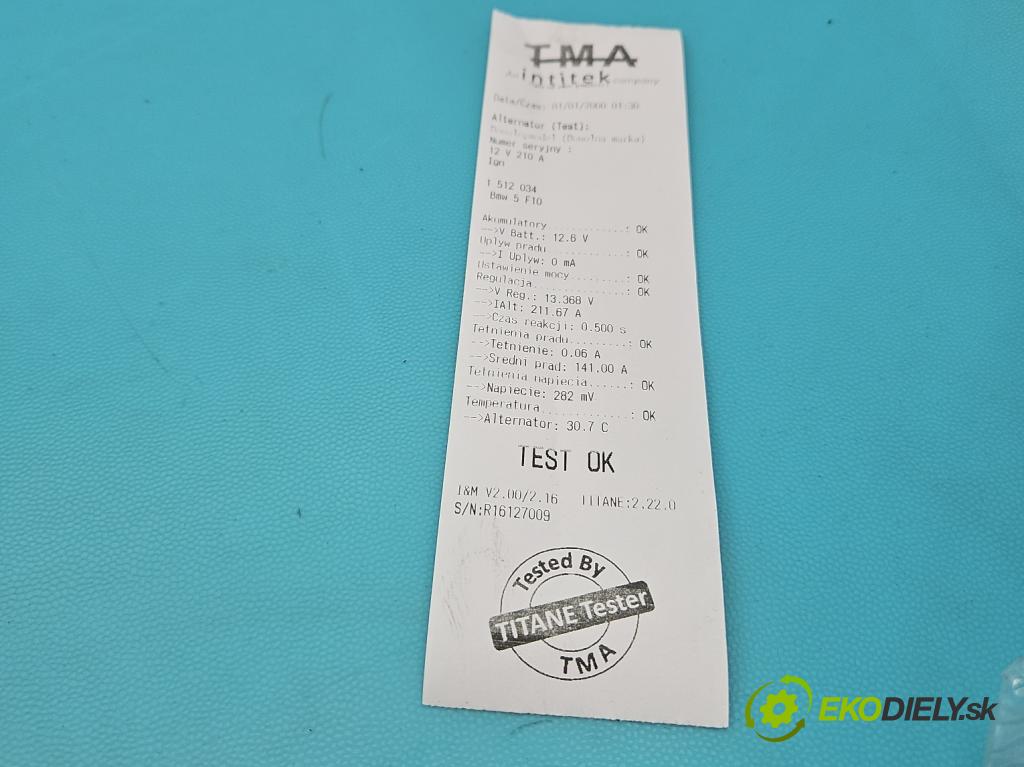 TMA
An intitek company
Data/Czas: 01/01/2000 01:30
Alternator (Test):
(Dowolna marka)
Numer seryjny :
12 V 210 A
Ign
1 512 034
Bmw 5 F10
Akumulatory............: OK
-->V Batt.: 12.6 V
Uplyw pradu............: OK
-->I Uplyw: 0 mA
Ustawienie mocy........: OK
Regulacja..............: OK
-->V Reg.: 13.368 V
-->IAlt: 211.67 A
-->Czas reakcji: 0.500 s
Tetnienia pradu........: OK
-->Tetnienie: 0.06 A
-->Sredni prad: 141.00 A
Tetnienia napiecia.....: OK
-->Napiecie: 282 mV
Temperatura............: OK
-->Alternator: 30.7 C
TEST OK
I&M V2.00/2.16 TITANE:2.22.0
S/N:R16127009
Tested By
TITANE Tester
TMA
EKODIELY.sk